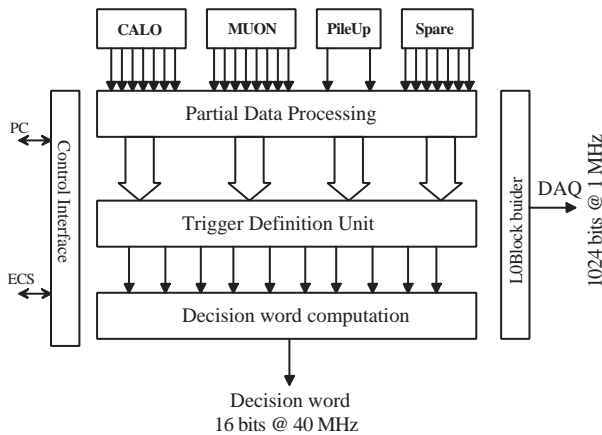 CALO
MUON
PileUp
Spare
Partial Data Processing
PC
Control Interface
ECS
Trigger Definition Unit
Decision word computation
L0Block buider
DAQ
1024 bits @ 1 MHz
Decision word
16 bits @ 40 MHz